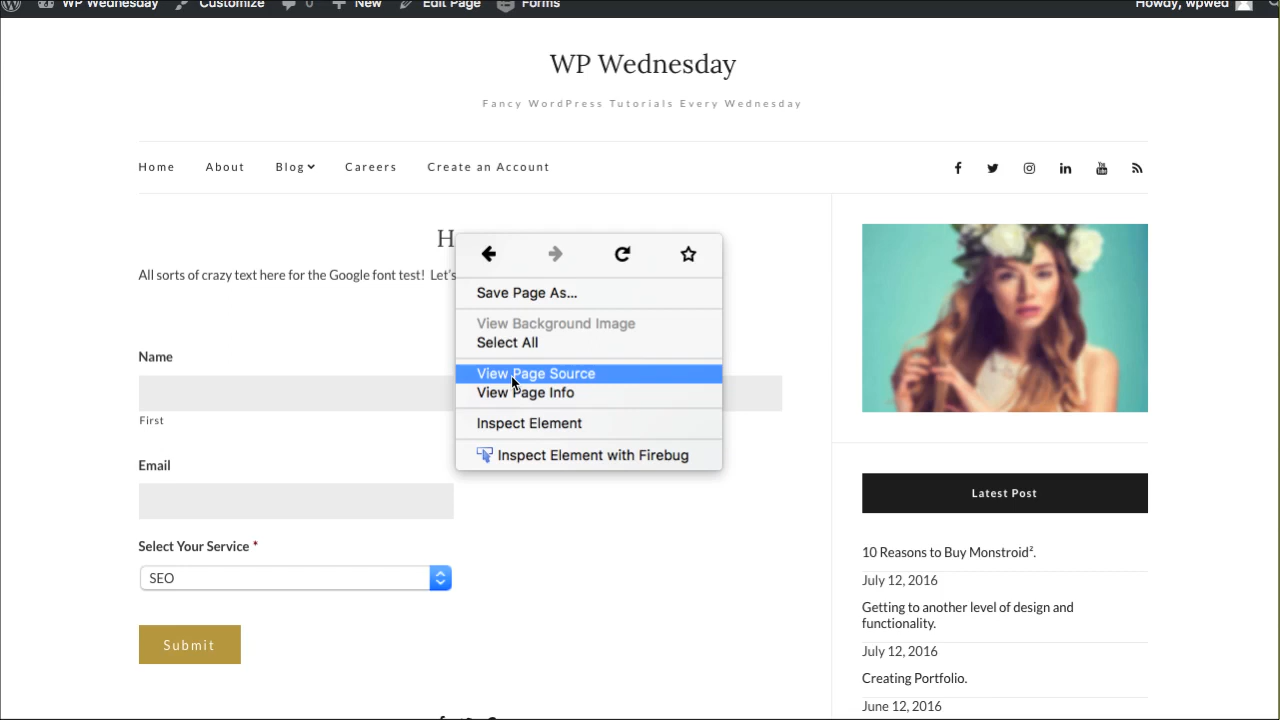 WP Wednesday Customize 0 New Edit Page Forms Howdy, wpwed
WP Wednesday
Fancy WordPress Tutorials Every Wednesday
Home About Blog Careers Create an Account
H
All sorts of crazy text here for the Google font test! Let's
Save Page As...
View Background Image
Select All
View Page Source
View Page Info
Inspect Element
Inspect Element with Firebug
Name
First
Email
Select Your Service *
SEO
Submit
Latest Post
10 Reasons to Buy Monstroid².
July 12, 2016
Getting to another level of design and
functionality.
July 12, 2016
Creating Portfolio.
June 12, 2016